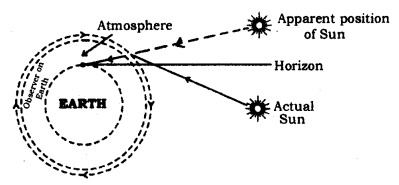 Atmosphere
Apparent position
of Sun
Observer on
Earth
Horizon
EARTH
Actual
Sun